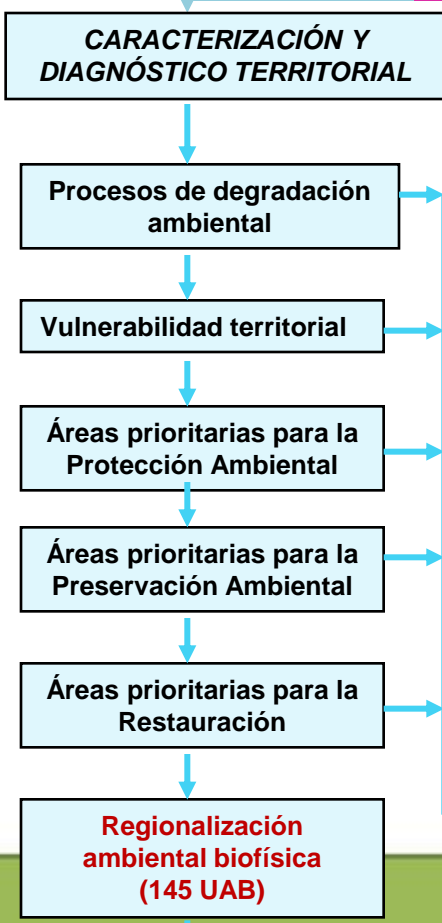 CARACTERIZACIÓN Y
DIAGNÓSTICO TERRITORIAL
Procesos de degradación
ambiental
Vulnerabilidad territorial
Áreas prioritarias para la
Protección Ambiental
Áreas prioritarias para la
Preservación Ambiental
Áreas prioritarias para la
Restauración
Regionalización
ambiental biofísica
(145 UAB)